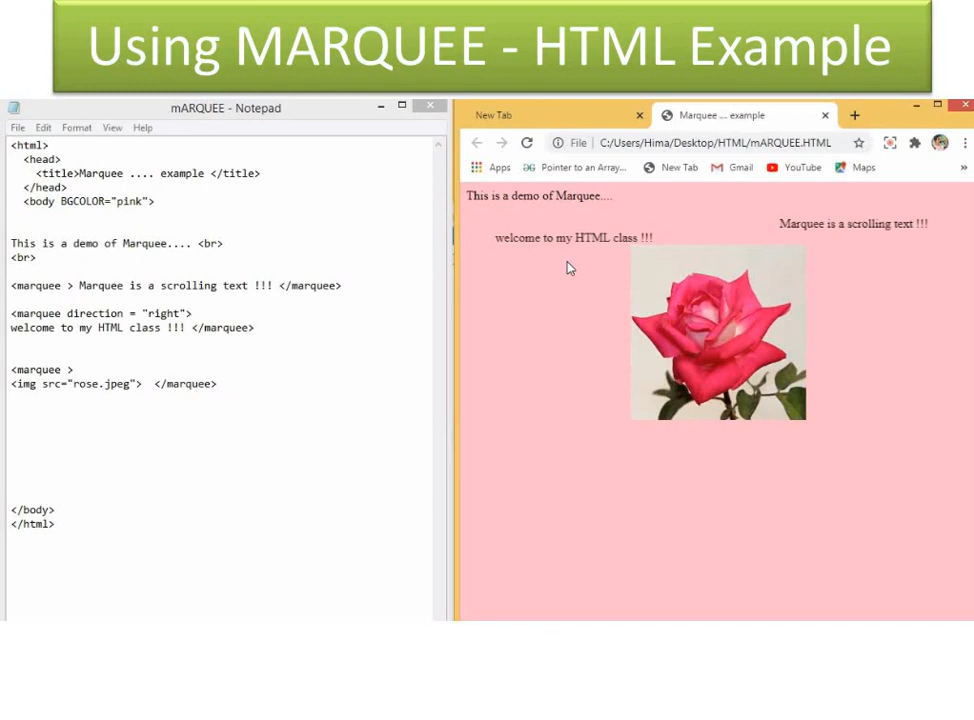 Using MARQUEE - HTML Example
mARQUEE - Notepad
File Edit Format View Help
<html>
<head>
<title>Marquee .... example </title>
</head>
<body BGCOLOR="pink">
This is a demo of Marquee.... <br>
<br>
<marquee > Marquee is a scrolling text !!! </marquee>
<marquee direction = "right">
welcome to my HTML class !!! </marquee>
<marquee >
<img src="rose.jpeg"> </marquee>
</body>
</html>
New Tab
Marquee .... example
File C:/Users/Hima/Desktop/HTML/mARQUEE.HTML
Apps Pointer to an Array... New Tab Gmail YouTube Maps »
This is a demo of Marquee....
Marquee is a scrolling text !!!
welcome to my HTML class !!!